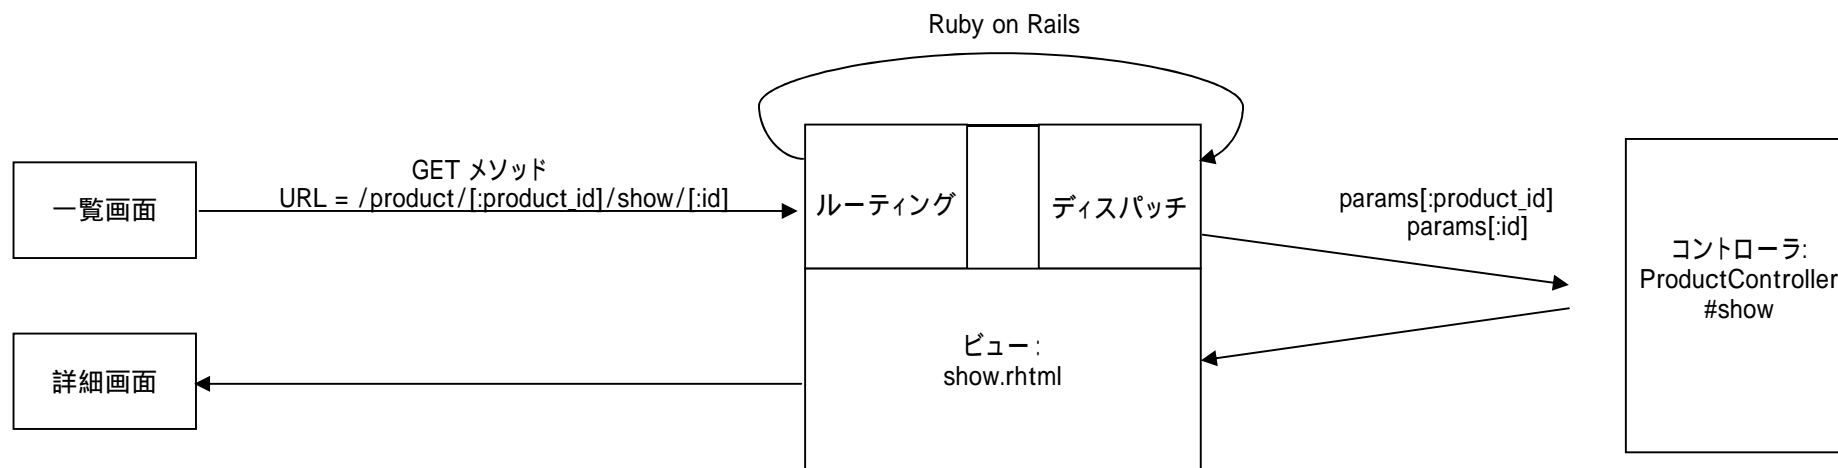 Ruby on Rails
GET メソッド
URL = /product/[:product_id]/show/[:id]
一覧画面
ルーティング
ディスパッチ
params[:product_id]
params[:id]
コントローラ:
ProductController
#show
ビュー:
show.rhtml
詳細画面